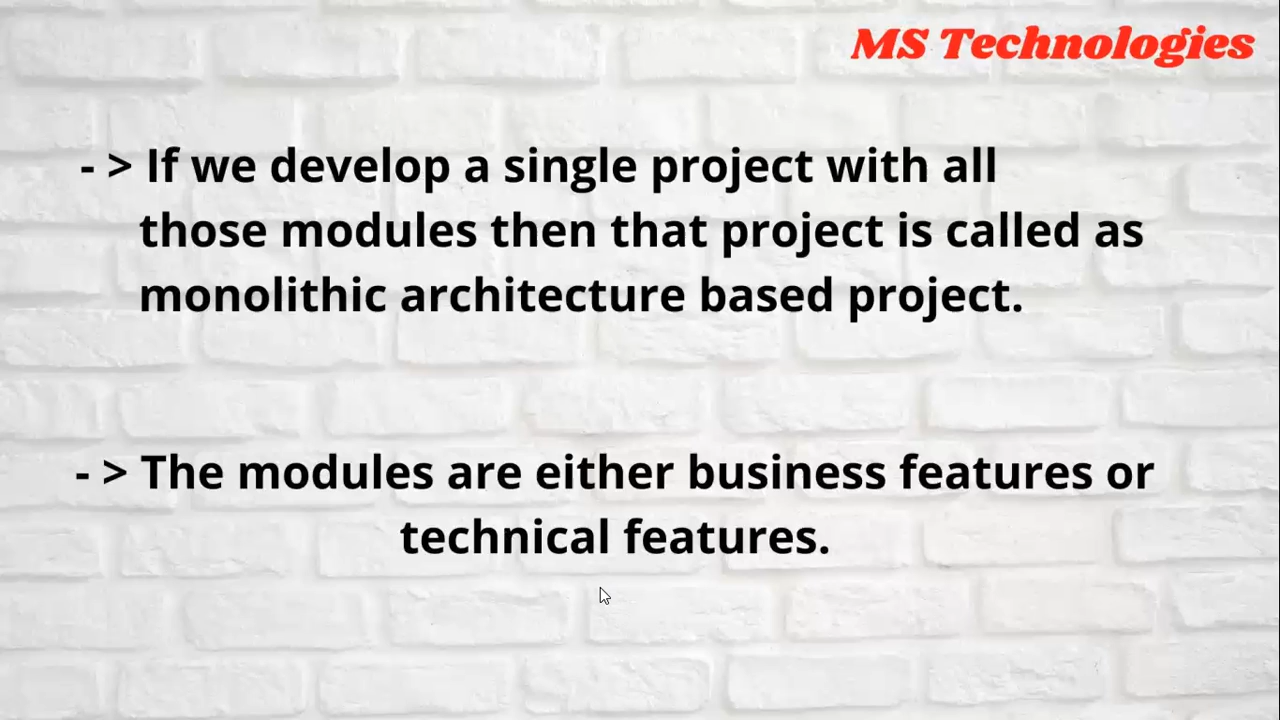 MS Technologies
- > If we develop a single project with all
those modules then that project is called as
monolithic architecture based project.
- > The modules are either business features or
technical features.